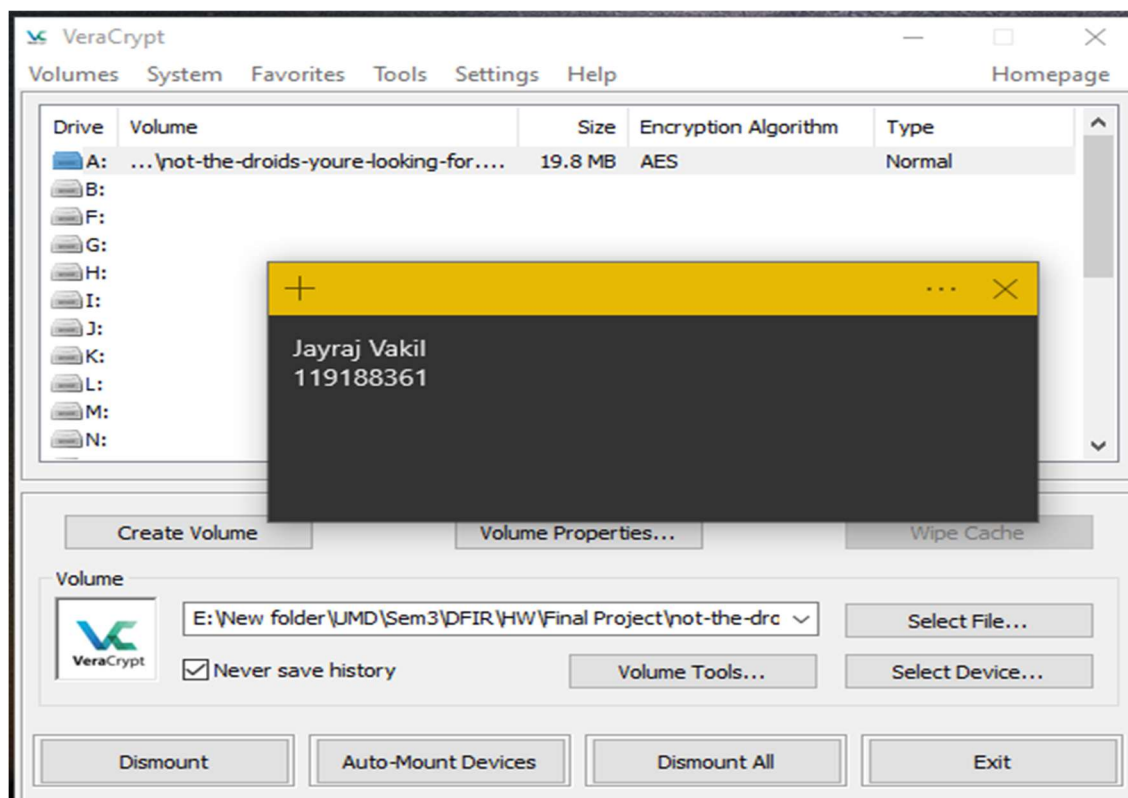 VeraCrypt
Volumes System Favorites Tools Settings Help Homepage
Drive Volume Size Encryption Algorithm Type
A: ...\not-the-droids-youre-looking-for.... 19.8 MB AES Normal
B:
F:
G:
H:
I:
J:
K:
L:
M:
N:
Jayraj Vakil
119188361
Create Volume Volume Properties... Wipe Cache
Volume
VeraCrypt
E:\New folder\UMD\Sem3\DFIR\HW\Final Project\not-the-drc
Select File...
Never save history Volume Tools... Select Device...
Dismount Auto-Mount Devices Dismount All Exit